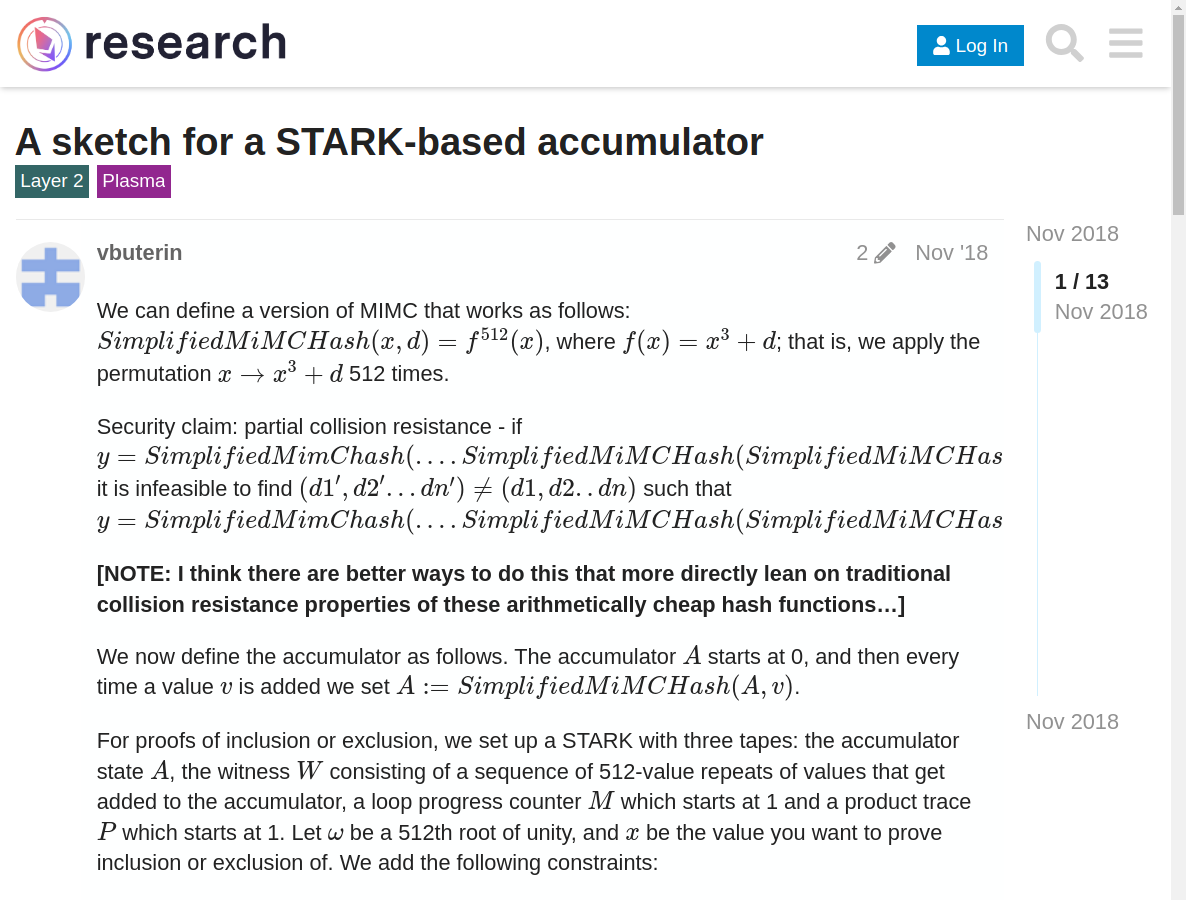 research
Log In
A sketch for a STARK-based accumulator
Layer 2 Plasma
vbuterin
2
Nov '18
Nov 2018
1 / 13
Nov 2018
We can define a version of MIMC that works as follows:
SimplifiedMiMCHash(x, d) = f^512(x), where f(x) = x^3 + d; that is, we apply the
permutation x → x^3 + d 512 times.
Security claim: partial collision resistance - if
y = SimplifiedMimChash(....SimplifiedMiMCHash(SimplifiedMiMCHas
it is infeasible to find (d1′, d2′...dn′) ≠ (d1, d2..dn) such that
y = SimplifiedMimChash(....SimplifiedMiMCHash(SimplifiedMiMCHas
[NOTE: I think there are better ways to do this that more directly lean on traditional
collision resistance properties of these arithmetically cheap hash functions…]
We now define the accumulator as follows. The accumulator A starts at 0, and then every
time a value v is added we set A := SimplifiedMiMCHash(A, v).
Nov 2018
For proofs of inclusion or exclusion, we set up a STARK with three tapes: the accumulator
state A, the witness W consisting of a sequence of 512-value repeats of values that get
added to the accumulator, a loop progress counter M which starts at 1 and a product trace
P which starts at 1. Let ω be a 512th root of unity, and x be the value you want to prove
inclusion or exclusion of. We add the following constraints: